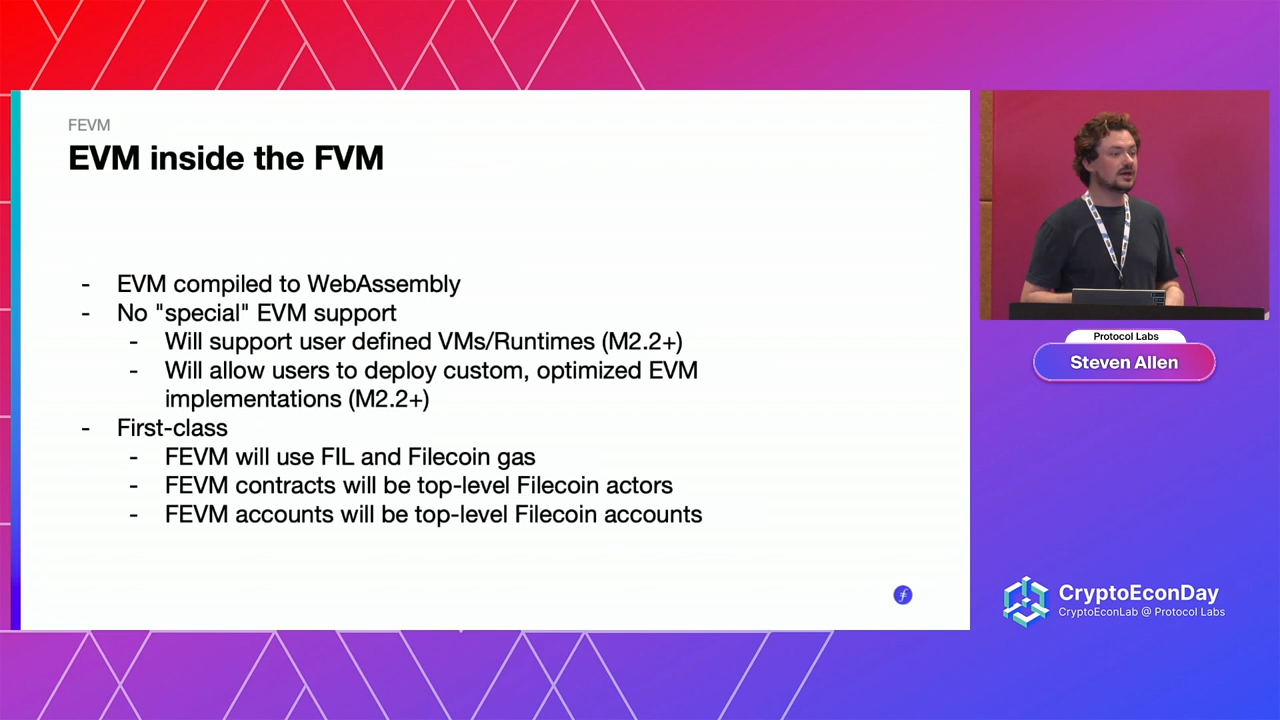 FEVM
EVM inside the FVM
- EVM compiled to WebAssembly
- No "special" EVM support
- Will support user defined VMs/Runtimes (M2.2+)
- Will allow users to deploy custom, optimized EVM
implementations (M2.2+)
- First-class
- FEVM will use FIL and Filecoin gas
- FEVM contracts will be top-level Filecoin actors
- FEVM accounts will be top-level Filecoin accounts
Protocol Labs
Steven Allen
CryptoEconDay
CryptoEconLab @ Protocol Labs